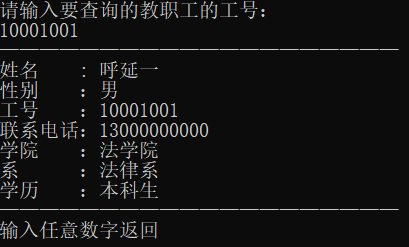 请输入要查询的教职工的工号：
10001001
姓名　　：呼延一
性别　　：男
工号　　：10001001
联系电话：13000000000
学院　　：法学院
系　　　：法律系
学历　　：本科生
输入任意数字返回